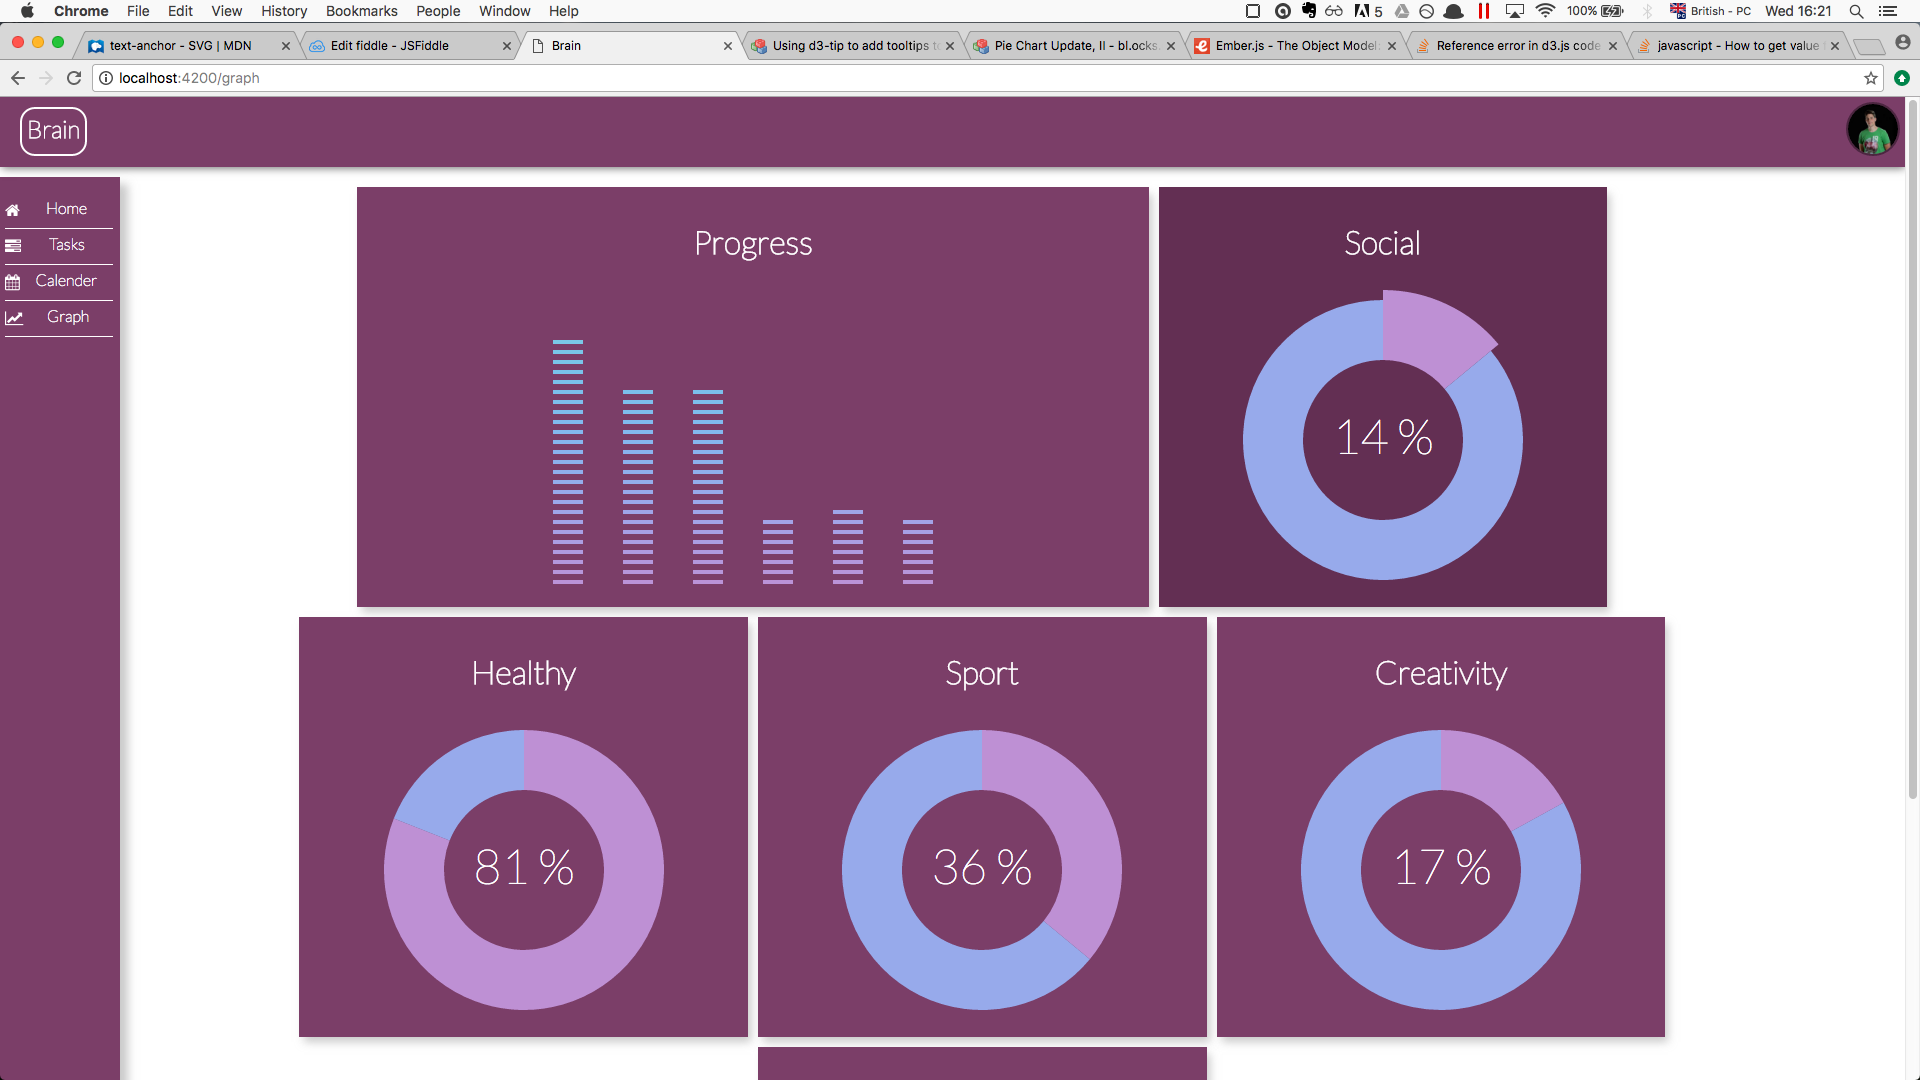 Chrome File Edit View History Bookmarks People Window Help 5 100% British - PC Wed 16:21
text-anchor - SVG | MDN Edit fiddle - JSFiddle Brain Using d3-tip to add tooltips Pie Chart Update, II - bl.ocks. Ember.js - The Object Model: Reference error in d3.js code javascript - How to get value
localhost:4200/graph
Brain
Home
Tasks
Calender
Graph
Progress
Social
14 %
Healthy
Sport
Creativity
81 %
36 %
17 %